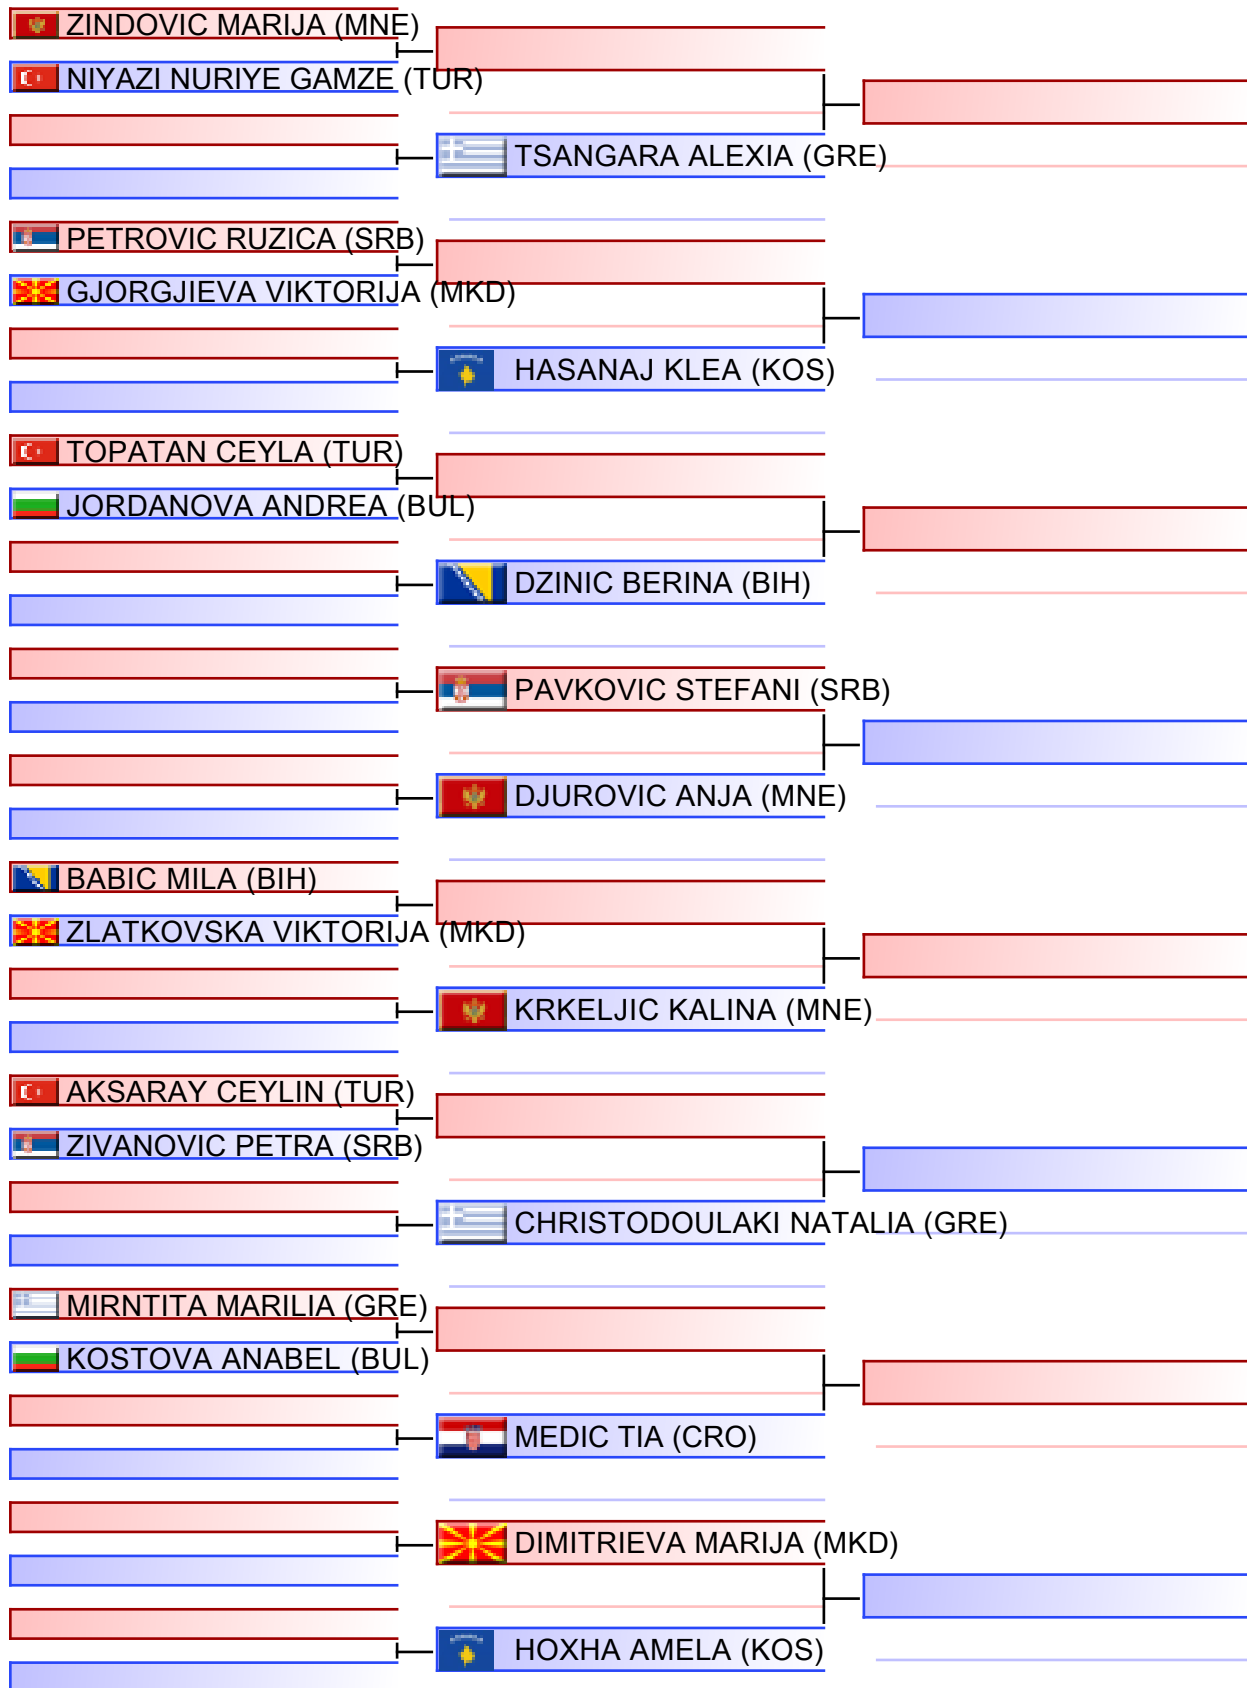 ZINDOVIC MARIJA (MNE)
NIYAZI NURIYE GAMZE (TUR)
TSANGARA ALEXIA (GRE)
PETROVIC RUZICA (SRB)
GJORGJIEVA VIKTORIJA (MKD)
HASANAJ KLEA (KOS)
TOPATAN CEYLA (TUR)
JORDANOVA ANDREA (BUL)
DZINIC BERINA (BIH)
PAVKOVIC STEFANI (SRB)
DJUROVIC ANJA (MNE)
BABIC MILA (BIH)
ZLATKOVSKA VIKTORIJA (MKD)
KRKELJIC KALINA (MNE)
AKSARAY CEYLIN (TUR)
ZIVANOVIC PETRA (SRB)
CHRISTODOULAKI NATALIA (GRE)
MIRNTITA MARILIA (GRE)
KOSTOVA ANABEL (BUL)
MEDIC TIA (CRO)
DIMITRIEVA MARIJA (MKD)
HOXHA AMELA (KOS)